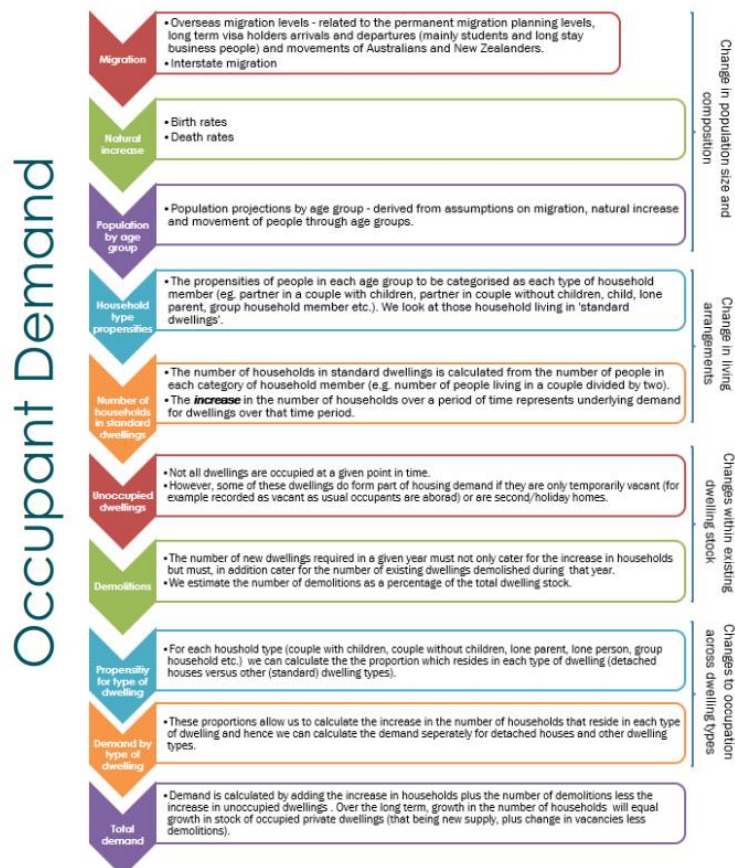 Occupant Demand
Migration
• Overseas migration levels - related to the permanent migration planning levels,
long term visa holders arrivals and departures (mainly students and long stay
business people) and movements of Australians and New Zealanders.
• Interstate migration
Natural
increase
• Birth rates
• Death rates
Population
by age
group
• Population projections by age group - derived from assumptions on migration, natural increase
and movement of people through age groups.
Change in population size and
composition
Household
type
propensities
• The propensities of people in each age group to be categorised as each type of household
member (eg. partner in a couple with children, partner in couple without children, child, lone
parent, group household member etc.). We look at those household living in 'standard
dwellings'.
Number of
households
in standard
dwellings
• The number of households in standard dwellings is calculated from the number of people in
each category of household member (e.g. number of people living in a couple divided by two).
• The increase in the number of households over a period of time represents underlying demand
for dwellings over that time period.
Change in living
arrangements
Unoccupied
dwellings
• Not all dwellings are occupied at a given point in time.
• However, some of these dwellings do form part of housing demand if they are only temporarily vacant (for
example recorded as vacant as usual occupants are aborad) or are second/holiday homes.
Demolitions
• The number of new dwellings required in a given year must not only cater for the increase in households
but must, in addition cater for the number of existing dwellings demolished during that year.
• We estimate the number of demolitions as a percentage of the total dwelling stock.
Changes within existing
dwelling stock
Propensitiy
for type of
dwelling
• For each houshold type (couple with children, couple without children, lone parent, lone person, group
household etc.) we can calculate the the proportion which resides in each type of dwelling (detached
houses versus other (standard) dwelling types).
Demand by
type of
dwelling
• These proportions allow us to calculate the increase in the number of households that reside in each type
of dwelling and hence we can calculate the demand seperately for detached houses and other dwelling
types.
Changes to occupation
across dwelling types
Total
demand
• Demand is calculated by adding the increase in households plus the number of demolitions less the
increase in unoccupied dwellings . Over the long term, growth in the number of households will equal
growth in stock of occupied private dwellings (that being new supply, plus change in vacancies less
demolitions).